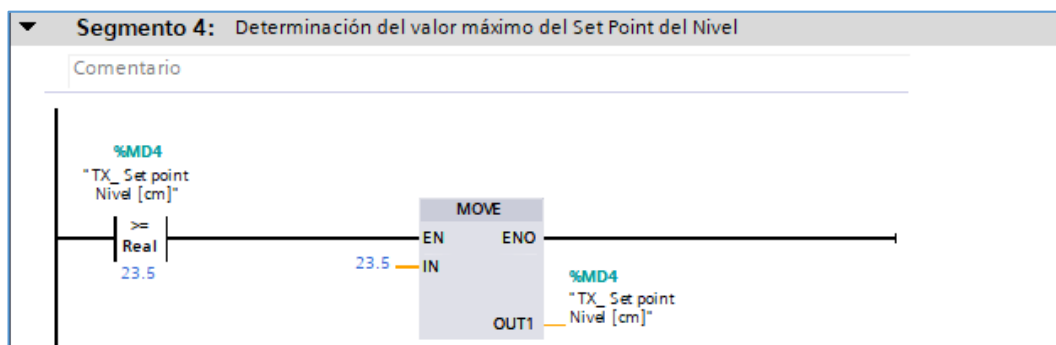 Segmento 4: Determinación del valor máximo del Set Point del Nivel
Comentario
%MD4
"TX_ Set point
Nivel [cm]"
>=
Real
23.5
MOVE
EN ENO
23.5 IN
%MD4
"TX_ Set point
Nivel [cm]"
OUT1